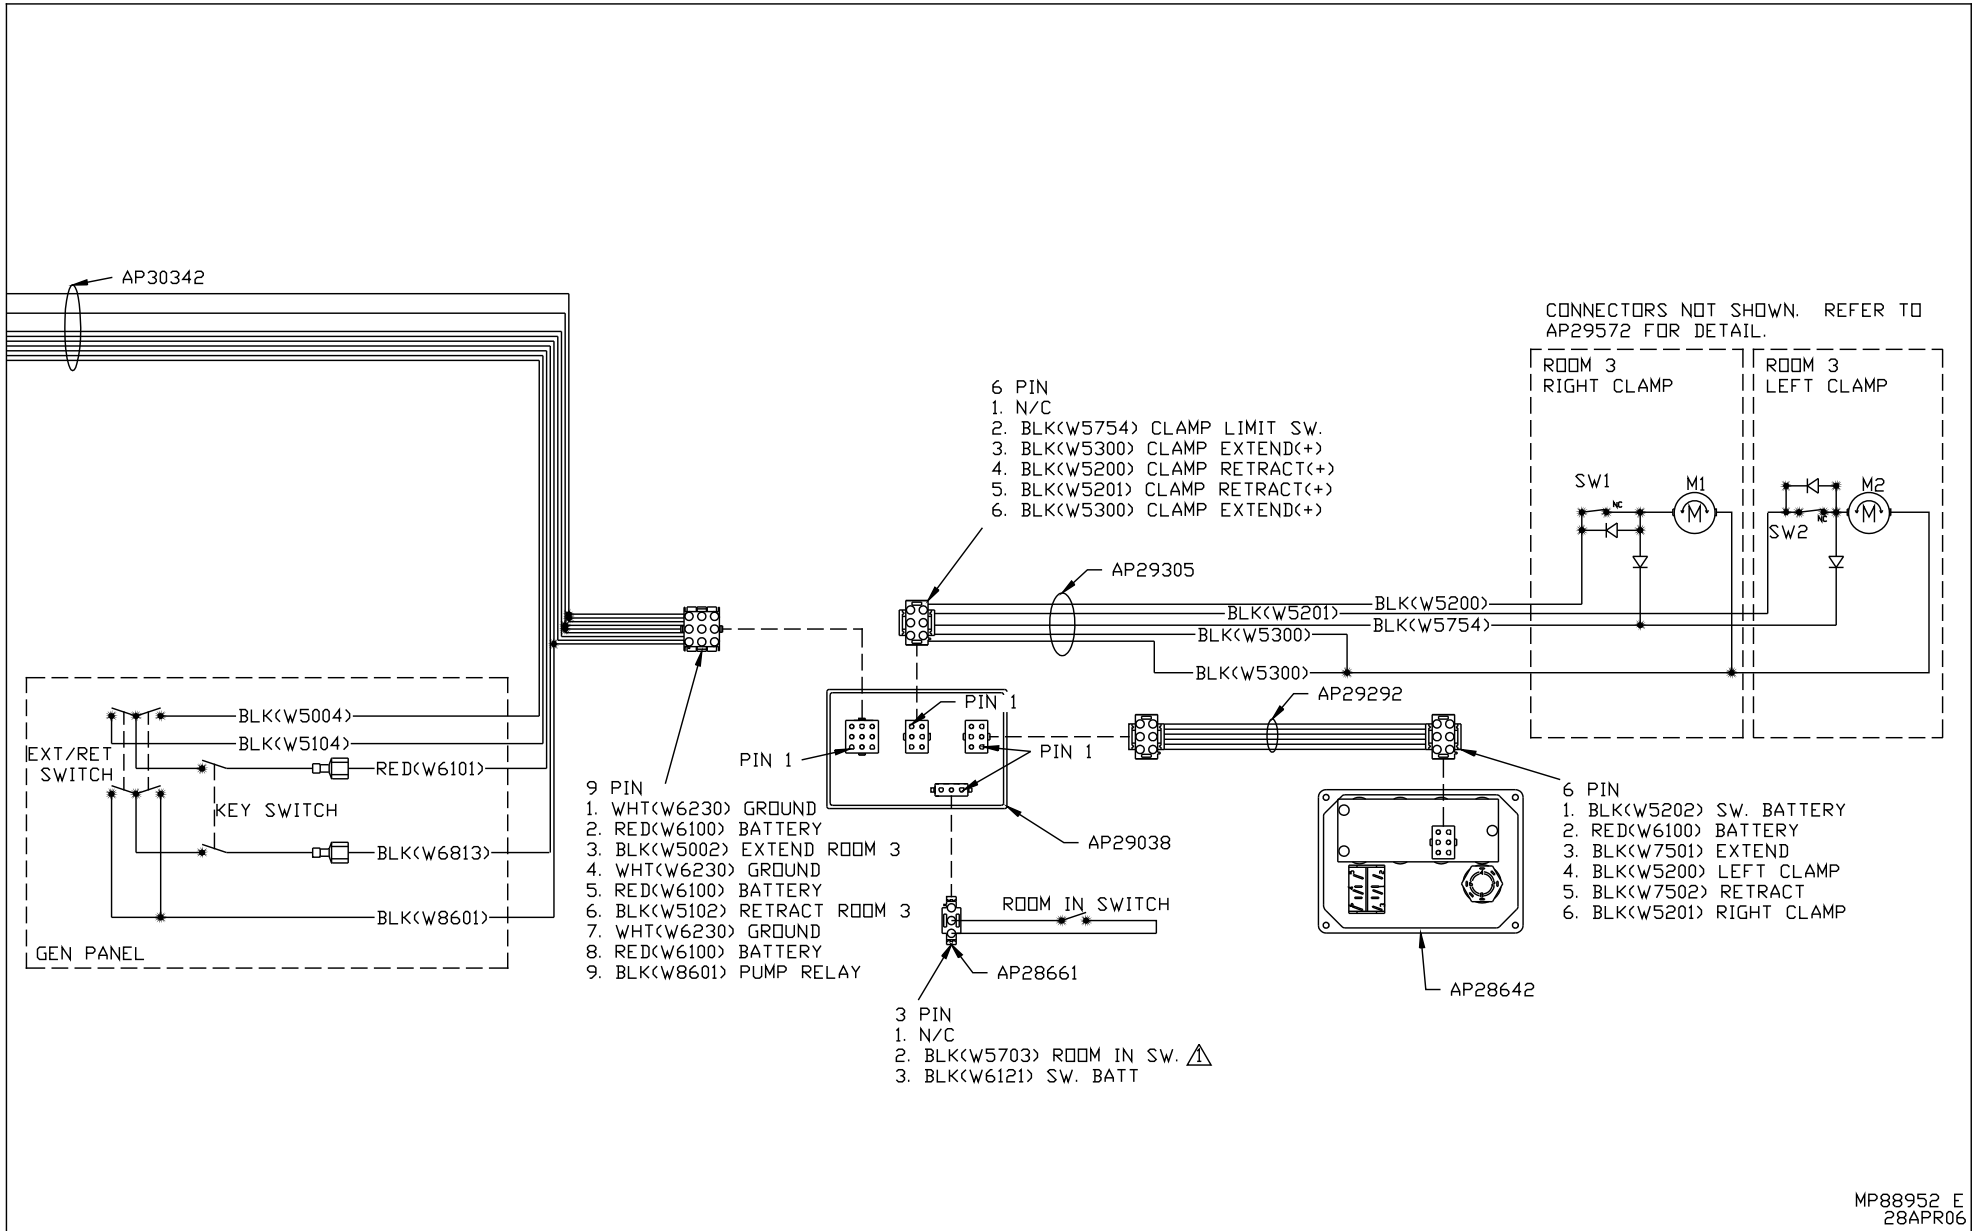 AP30342
CONNECTORS NOT SHOWN. REFER TO
AP29572 FOR DETAIL.
ROOM 3
RIGHT CLAMP
ROOM 3
LEFT CLAMP
6 PIN
1. N/C
2. BLK(W5754) CLAMP LIMIT SW.
3. BLK(W5300) CLAMP EXTEND(+)
4. BLK(W5200) CLAMP RETRACT(+)
5. BLK(W5201) CLAMP RETRACT(+)
6. BLK(W5300) CLAMP EXTEND(+)
SW1
NC
M1
M
SW2
NC
M2
M
AP29305
BLK(W5200)
BLK(W5201)
BLK(W5754)
BLK(W5300)
BLK(W5300)
AP29292
PIN 1
PIN 1
PIN 1
BLK(W5004)
BLK(W5104)
EXT/RET
SWITCH
RED(W6101)
KEY SWITCH
BLK(W6813)
BLK(W8601)
GEN PANEL
9 PIN
1. WHT(W6230) GROUND
2. RED(W6100) BATTERY
3. BLK(W5002) EXTEND ROOM 3
4. WHT(W6230) GROUND
5. RED(W6100) BATTERY
6. BLK(W5102) RETRACT ROOM 3
7. WHT(W6230) GROUND
8. RED(W6100) BATTERY
9. BLK(W8601) PUMP RELAY
AP29038
ROOM IN SWITCH
AP28661
3 PIN
1. N/C
2. BLK(W5703) ROOM IN SW. 1
3. BLK(W6121) SW. BATT
6 PIN
1. BLK(W5202) SW. BATTERY
2. RED(W6100) BATTERY
3. BLK(W7501) EXTEND
4. BLK(W5200) LEFT CLAMP
5. BLK(W7502) RETRACT
6. BLK(W5201) RIGHT CLAMP
AP28642
MP88952 E
28APR06